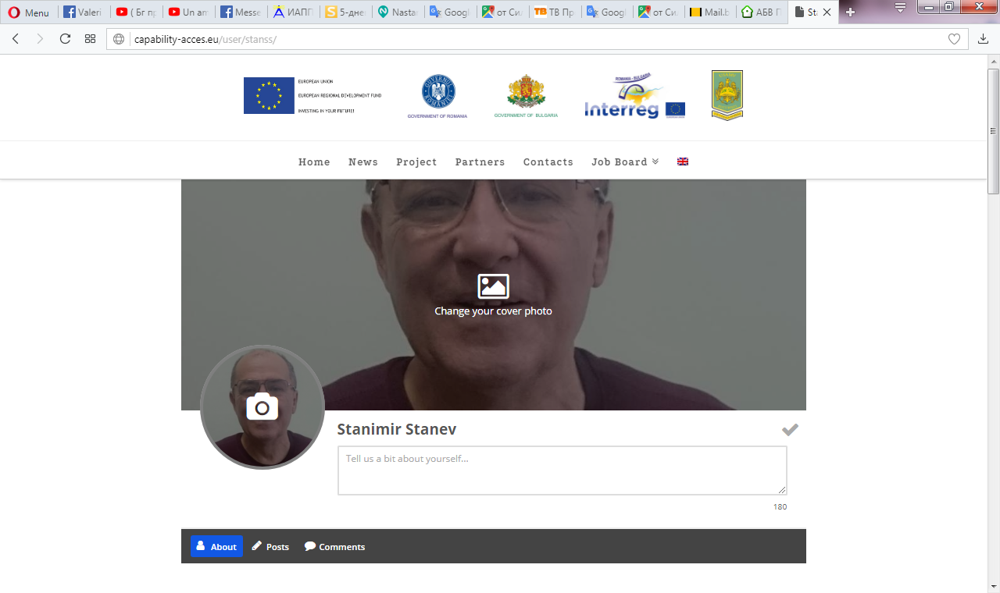 Menu
Valeri
( Бг пр
Un am
Messe
ИАПП
5-дне
Nasta
Googl
от Сил
ТВ Пр
Googl
от Сил
Mail.b
АБВ П
Sta
capability-acces.eu/user/stanss/
EUROPEAN UNION
EUROPEAN REGIONAL DEVELOPMENT FUND
INVESTING IN YOUR FUTURE!
GUVERNUL ROMÂNIEI
GOVERNMENT OF ROMANIA
GOVERNMENT OF BULGARIA
ROMANIA - BULGARIA
Interreg
Home News Project Partners Contacts Job Board
Change your cover photo
Stanimir Stanev
Tell us a bit about yourself...
180
About Posts Comments